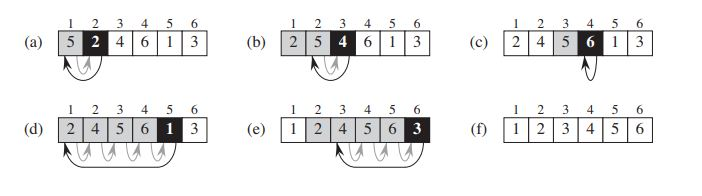 1 2 3 4 5 6
(a) 5 2 4 6 1 3
1 2 3 4 5 6
(b) 2 5 4 6 1 3
1 2 3 4 5 6
(c) 2 4 5 6 1 3
1 2 3 4 5 6
(d) 2 4 5 6 1 3
1 2 3 4 5 6
(e) 1 2 4 5 6 3
1 2 3 4 5 6
(f) 1 2 3 4 5 6